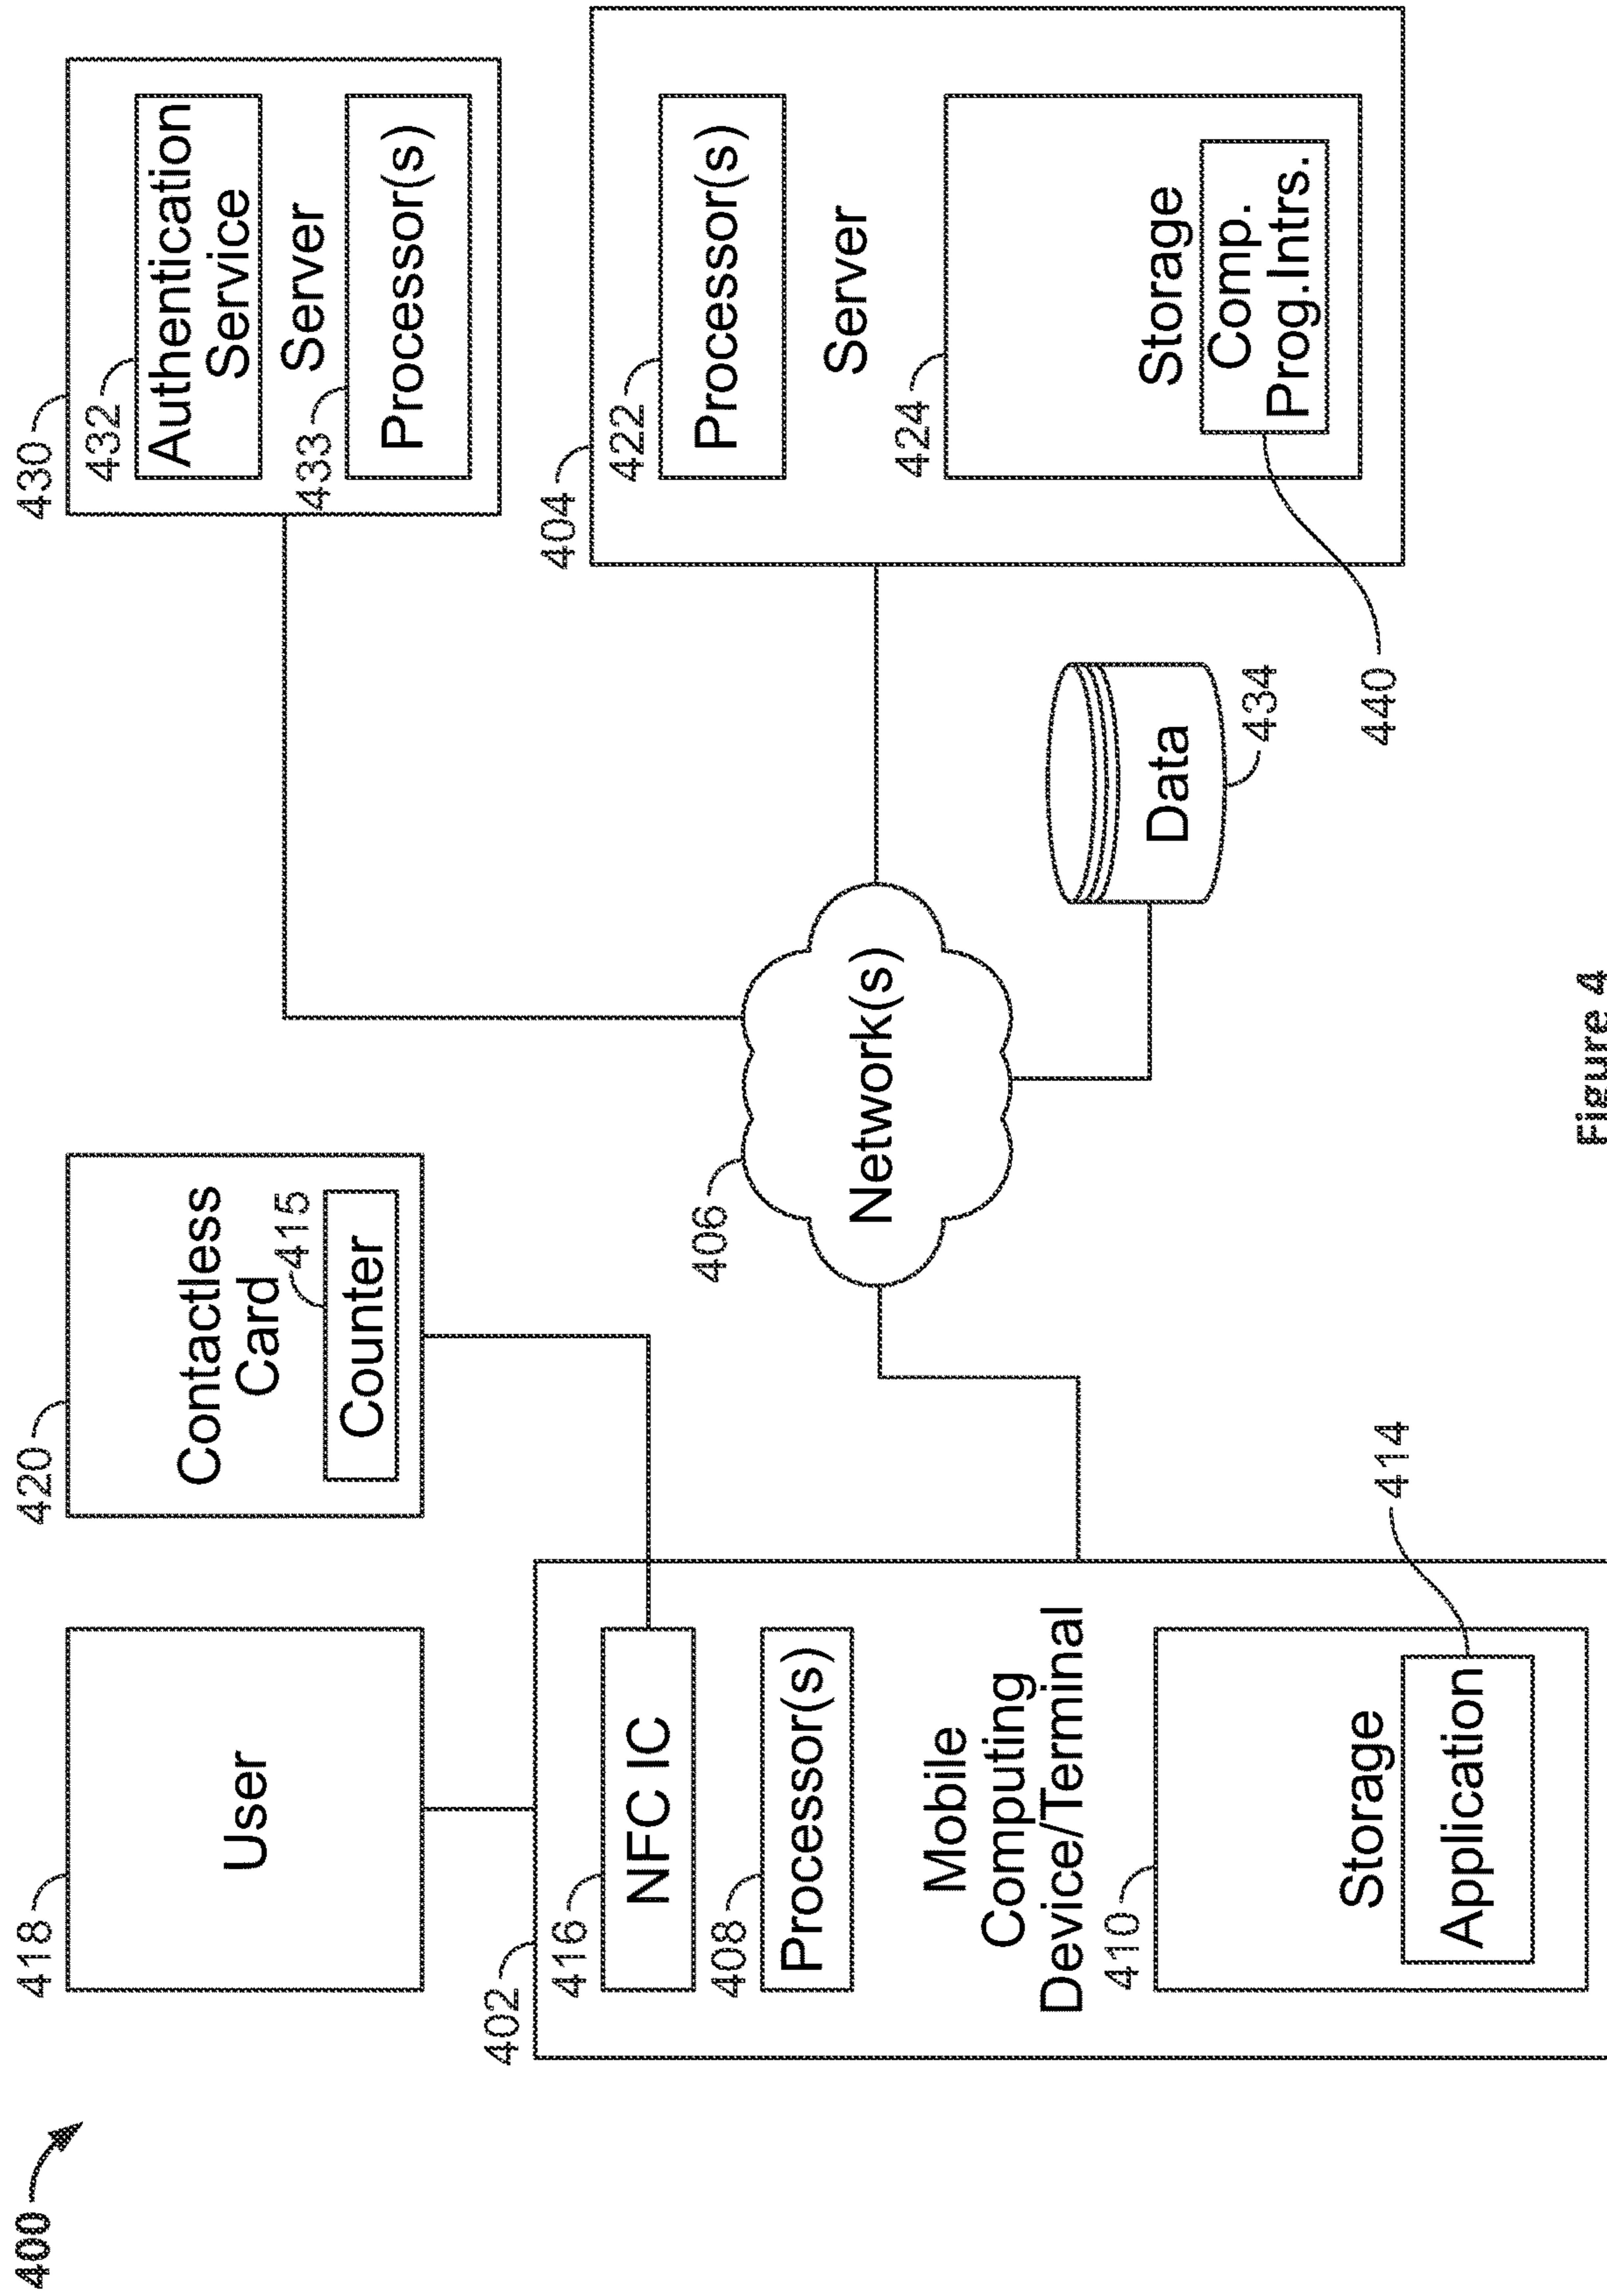 400
418
User
420
Contactless
Card
415
Counter
430
432
Authentication
Service
Server
433
Processor(s)
402
416
NFC IC
408
Processor(s)
Mobile
Computing
Device/Terminal
410
Storage
Application
414
406
Network(s)
Data
434
404
422
Processor(s)
Server
424
Storage
Comp.
Prog.Intrs.
440
Figure 4